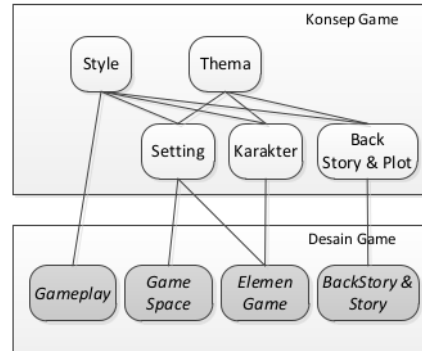 Konsep Game
Style
Thema
Setting
Karakter
Back
Story & Plot
Desain Game
Gameplay
Game
Space
Elemen
Game
BackStory &
Story